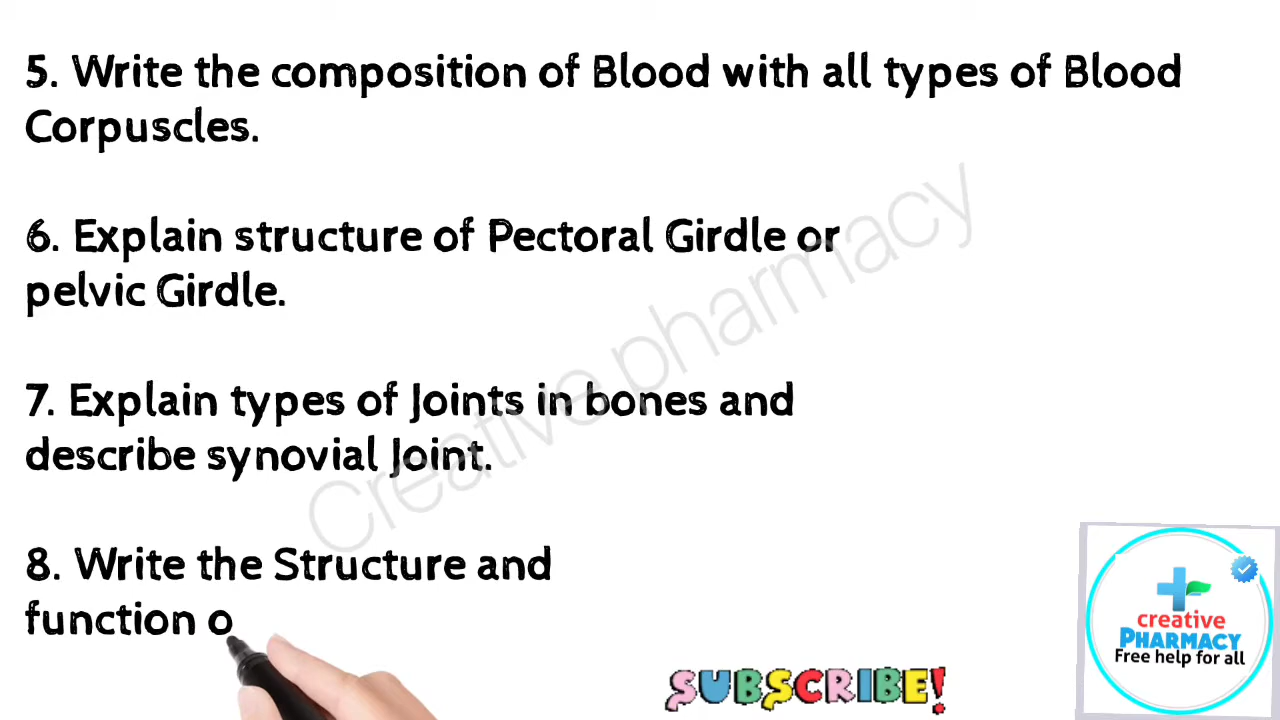 5. Write the composition of Blood with all types of Blood
Corpuscles.
6. Explain structure of Pectoral Girdle or
pelvic Girdle.
7. Explain types of Joints in bones and
describe synovial Joint.
8. Write the Structure and
function o
Creative pharmacy
creative
PHARMACY
Free help for all
SUBSCRIBE!